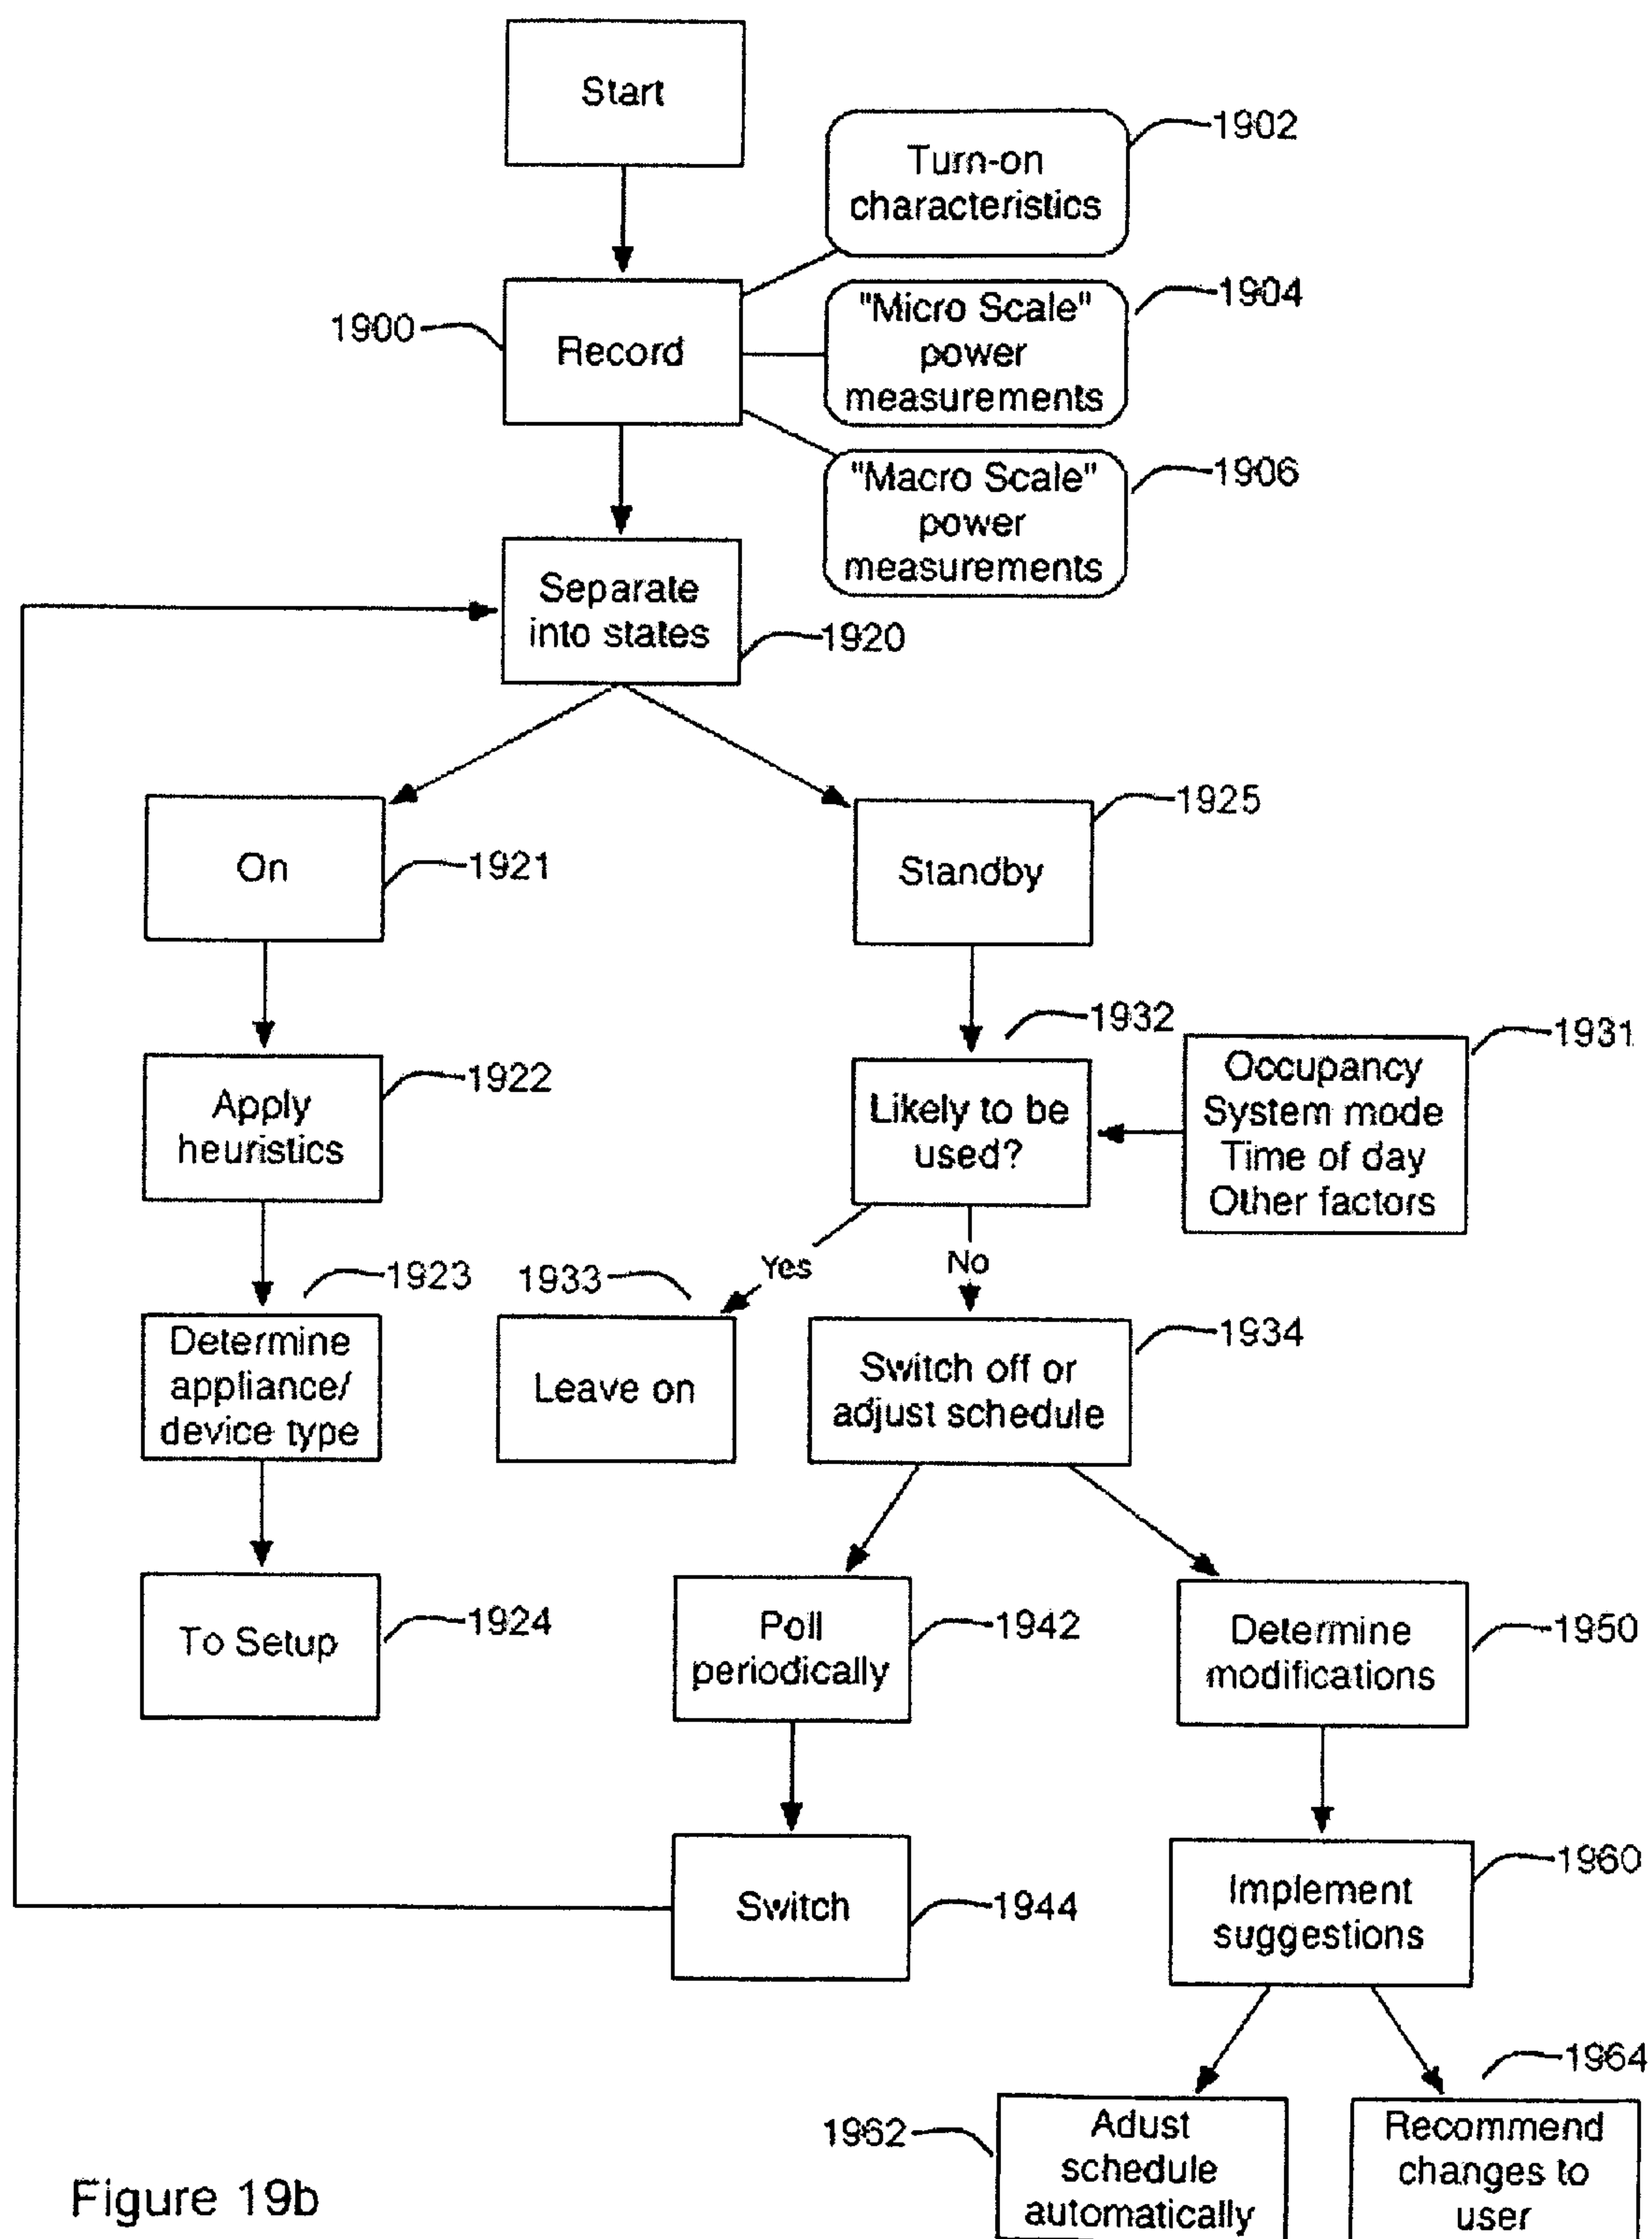 Start
Turn-on
characteristics
1902
1900
Record
"Micro Scale"
power
measurements
1904
"Macro Scale"
power
measurements
1906
Separate
into states
1920
On
1921
Standby
1925
Apply
heuristics
1922
Likely to be
used?
1932
Occupancy
System mode
Time of day
Other factors
1931
Yes
No
Determine
appliance/
device type
1923
1933
Leave on
Switch off or
adjust schedule
1934
To Setup
1924
Poll
periodically
1942
Determine
modifications
1950
Switch
1944
Implement
suggestions
1960
1962
Adust
schedule
automatically
1964
Recommend
changes to
user
Figure 19b